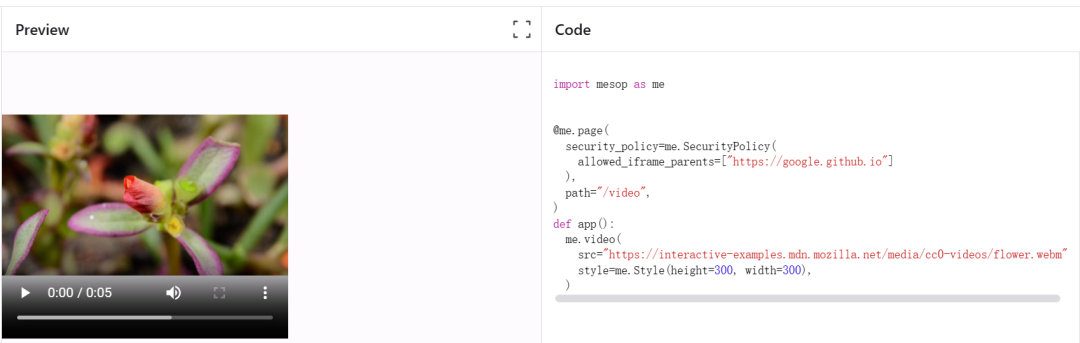 Preview
0:00 / 0:05
Code
import mesop as me
@me.page(
security_policy=me.SecurityPolicy(
allowed_iframe_parents=["https://google.github.io"]
),
path="/video",
)
def app():
me.video(
src="https://interactive-examples.mdn.mozilla.net/media/cc0-videos/flower.webm"
style=me.Style(height=300, width=300),
)